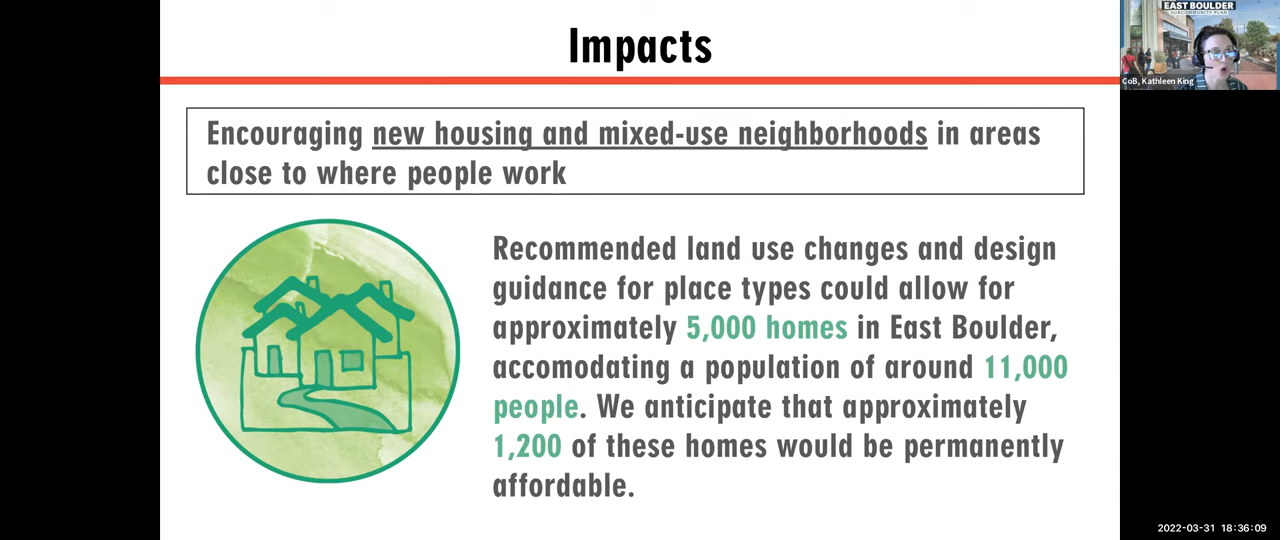 Impacts
Encouraging new housing and mixed-use neighborhoods in areas
close to where people work
Recommended land use changes and design
guidance for place types could allow for
approximately 5,000 homes in East Boulder,
accomodating a population of around 11,000
people. We anticipate that approximately
1,200 of these homes would be permanently
affordable.
EAST BOULDER
SUBCOMMUNITY PLAN
CoB, Kathleen King
2022-03-31 18:36:09